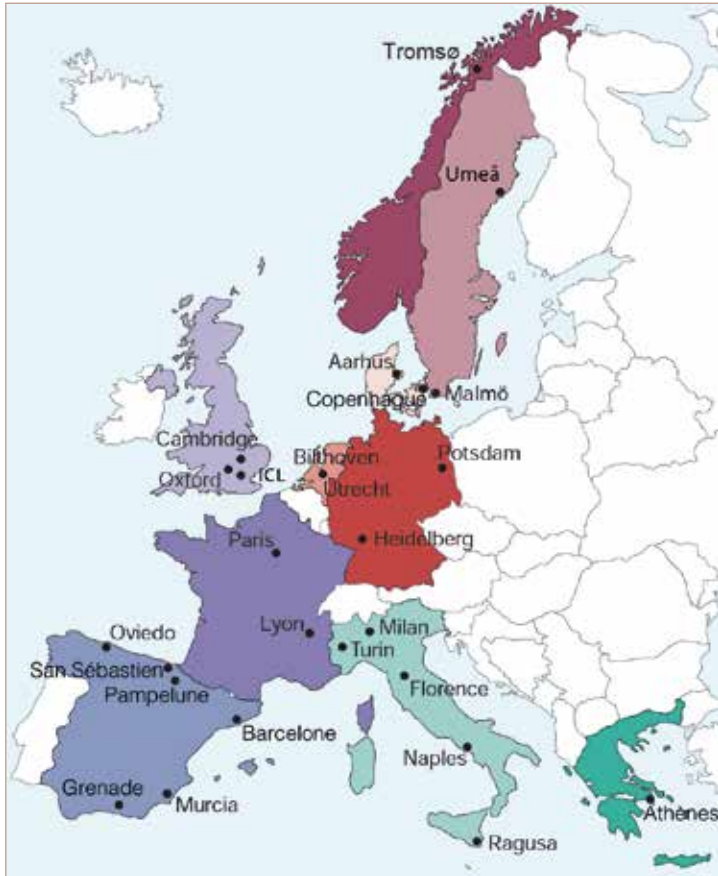 Tromsø
Umeå
Aarhus
Copenhague
Malmö
Cambridge
Bilthoven
Potsdam
Oxford
ICL
Utrecht
Paris
Heidelberg
Oviedo
Lyon
Milan
Turin
San Sébastien
Pampelune
Florence
Barcelone
Naples
Grenade
Murcia
Athènes
Ragusa